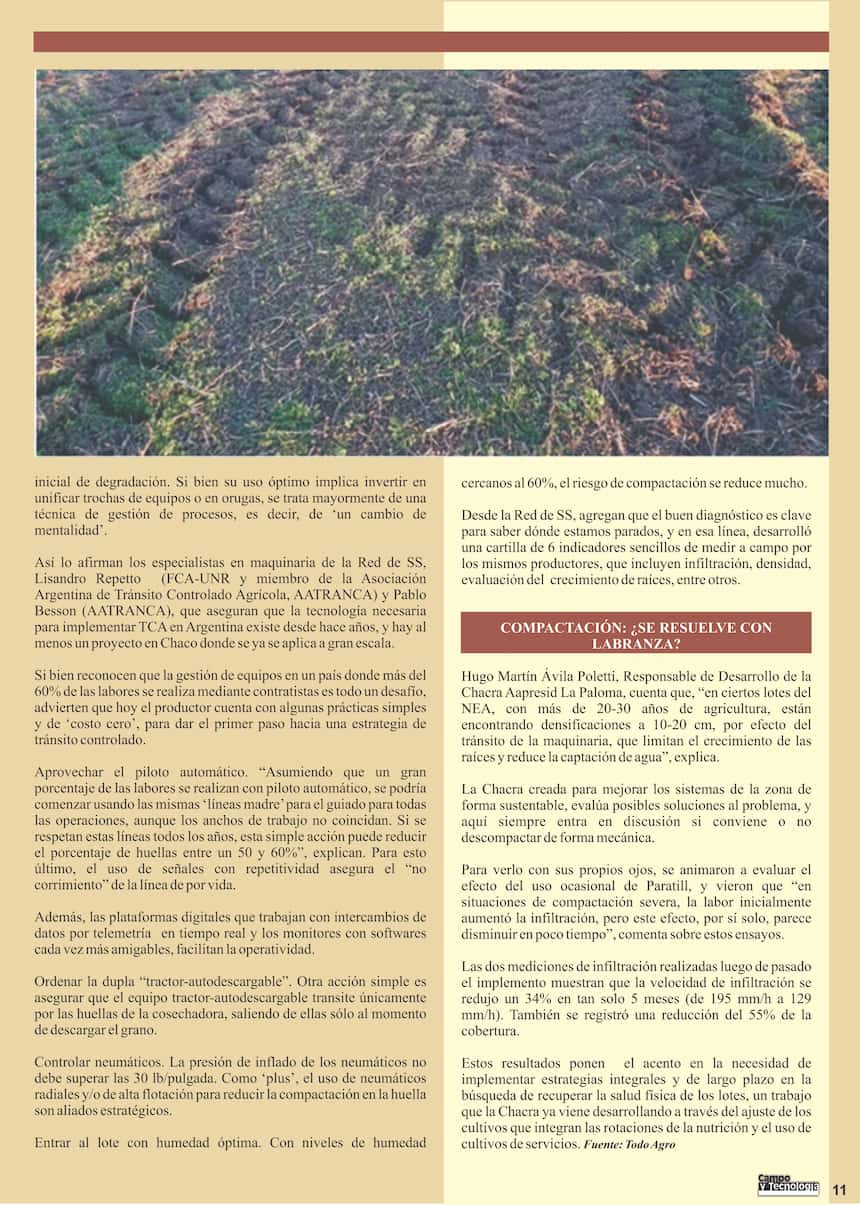 inicial de degradación. Si bien su uso óptimo implica invertir en
unificar trochas de equipos o en orugas, se trata mayormente de una
técnica de gestión de procesos, es decir, de ‘un cambio de
mentalidad’.
Así lo afirman los especialistas en maquinaria de la Red de SS,
Lisandro Repetto (FCA-UNR y miembro de la Asociación
Argentina de Tránsito Controlado Agrícola, AATRANCA) y Pablo
Besson (AATRANCA), que aseguran que la tecnología necesaria
para implementar TCA en Argentina existe desde hace años, y hay al
menos un proyecto en Chaco donde se ya se aplica a gran escala.
Si bien reconocen que la gestión de equipos en un país donde más del
60% de las labores se realiza mediante contratistas es todo un desafío,
advierten que hoy el productor cuenta con algunas prácticas simples
y de ‘costo cero’, para dar el primer paso hacia una estrategia de
tránsito controlado.
Aprovechar el piloto automático. “Asumiendo que un gran
porcentaje de las labores se realizan con piloto automático, se podría
comenzar usando las mismas ‘líneas madre’ para el guiado para todas
las operaciones, aunque los anchos de trabajo no coincidan. Si se
respetan estas líneas todos los años, esta simple acción puede reducir
el porcentaje de huellas entre un 50 y 60%”, explican. Para esto
último, el uso de señales con repetitividad asegura el “no
corrimiento” de la línea de por vida.
Además, las plataformas digitales que trabajan con intercambios de
datos por telemetría en tiempo real y los monitores con softwares
cada vez más amigables, facilitan la operatividad.
Ordenar la dupla “tractor-autodescargable”. Otra acción simple es
asegurar que el equipo tractor-autodescargable transite únicamente
por las huellas de la cosechadora, saliendo de ellas sólo al momento
de descargar el grano.
Controlar neumáticos. La presión de inflado de los neumáticos no
debe superar las 30 lb/pulgada. Como ‘plus’, el uso de neumáticos
radiales y/o de alta flotación para reducir la compactación en la huella
son aliados estratégicos.
Entrar al lote con humedad óptima. Con niveles de humedad
cercanos al 60%, el riesgo de compactación se reduce mucho.
Desde la Red de SS, agregan que el buen diagnóstico es clave
para saber dónde estamos parados, y en esa línea, desarrolló
una cartilla de 6 indicadores sencillos de medir a campo por
los mismos productores, que incluyen infiltración, densidad,
evaluación del crecimiento de raíces, entre otros.
COMPACTACIÓN: ¿SE RESUELVE CON
LABRANZA?
Hugo Martín Ávila Poletti, Responsable de Desarrollo de la
Chacra Aapresid La Paloma, cuenta que, “en ciertos lotes del
NEA, con más de 20-30 años de agricultura, están
encontrando densificaciones a 10-20 cm, por efecto del
tránsito de la maquinaria, que limitan el crecimiento de las
raíces y reduce la captación de agua”, explica.
La Chacra creada para mejorar los sistemas de la zona de
forma sustentable, evalúa posibles soluciones al problema, y
aquí siempre entra en discusión si conviene o no
descompactar de forma mecánica.
Para verlo con sus propios ojos, se animaron a evaluar el
efecto del uso ocasional de Paratill, y vieron que “en
situaciones de compactación severa, la labor inicialmente
aumentó la infiltración, pero este efecto, por sí solo, parece
disminuir en poco tiempo”, comenta sobre estos ensayos.
Las dos mediciones de infiltración realizadas luego de pasado
el implemento muestran que la velocidad de infiltración se
redujo un 34% en tan solo 5 meses (de 195 mm/h a 129
mm/h). También se registró una reducción del 55% de la
cobertura.
Estos resultados ponen el acento en la necesidad de
implementar estrategias integrales y de largo plazo en la
búsqueda de recuperar la salud física de los lotes, un trabajo
que la Chacra ya viene desarrollando a través del ajuste de los
cultivos que integran las rotaciones de la nutrición y el uso de
cultivos de servicios. Fuente: Todo Agro
Campo
y Tecnología
11